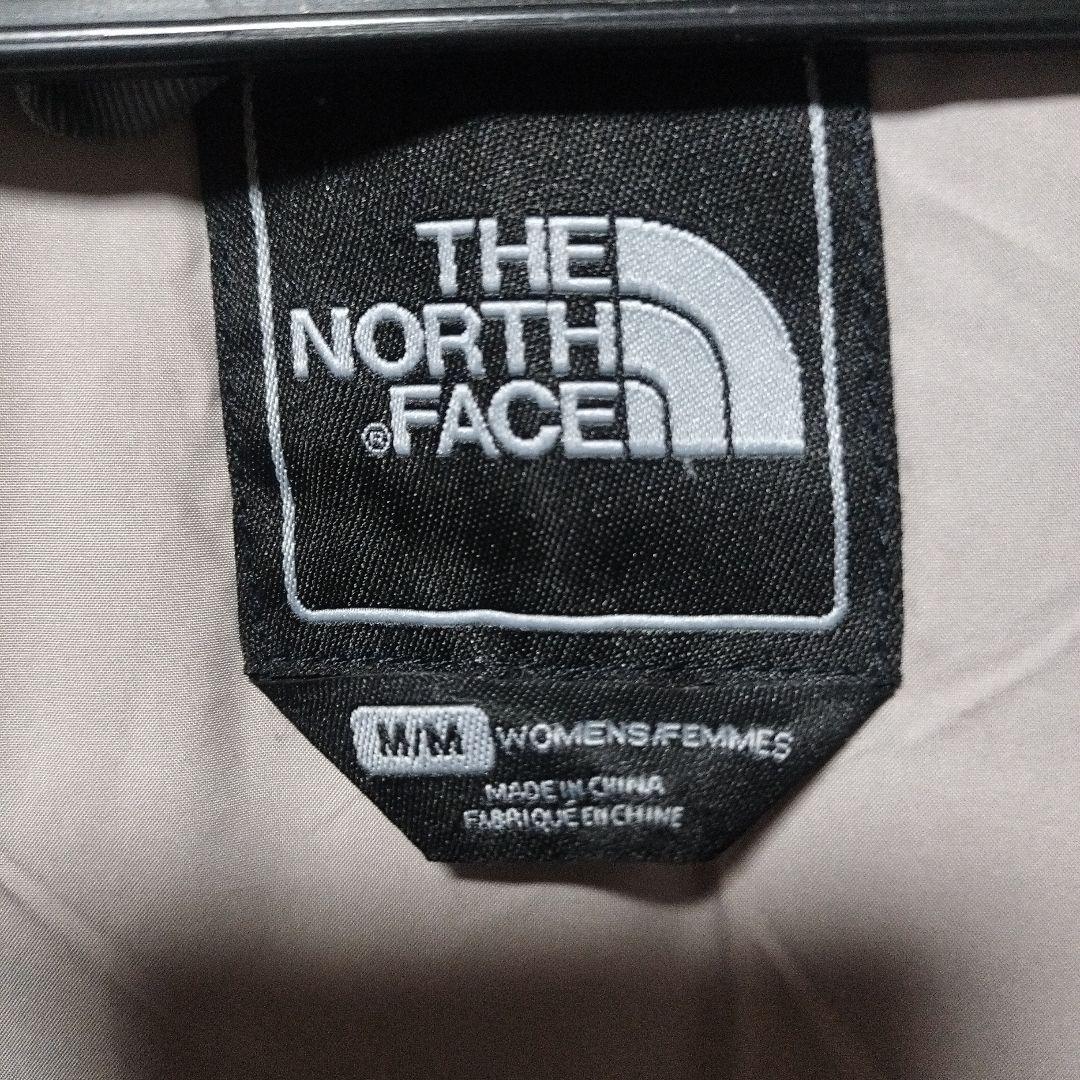 THE
NORTH
®FACE
M/M WOMENS/FEMMES
MADE IN CHINA
FABRIQUÉ EN CHINE